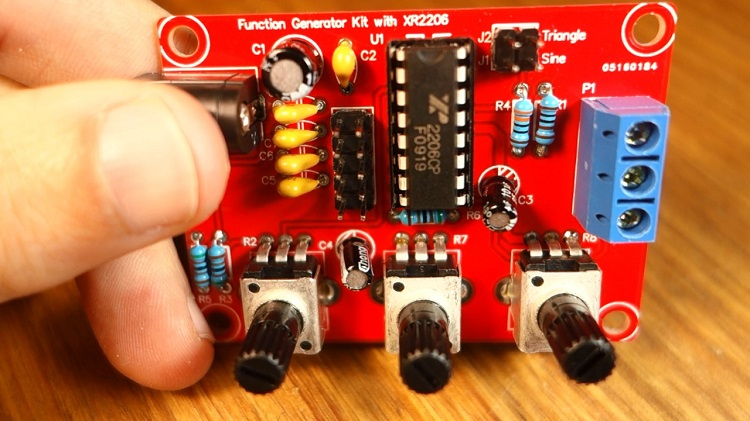 Function Generator Kit with XR2206
C1
C2
U1
J2
Triangle
J1
Sine
05160184
P1
R4
R1
2206CP
F0919
C6
C5
R6
C3
R2
C4
R7
R8
R5
R3